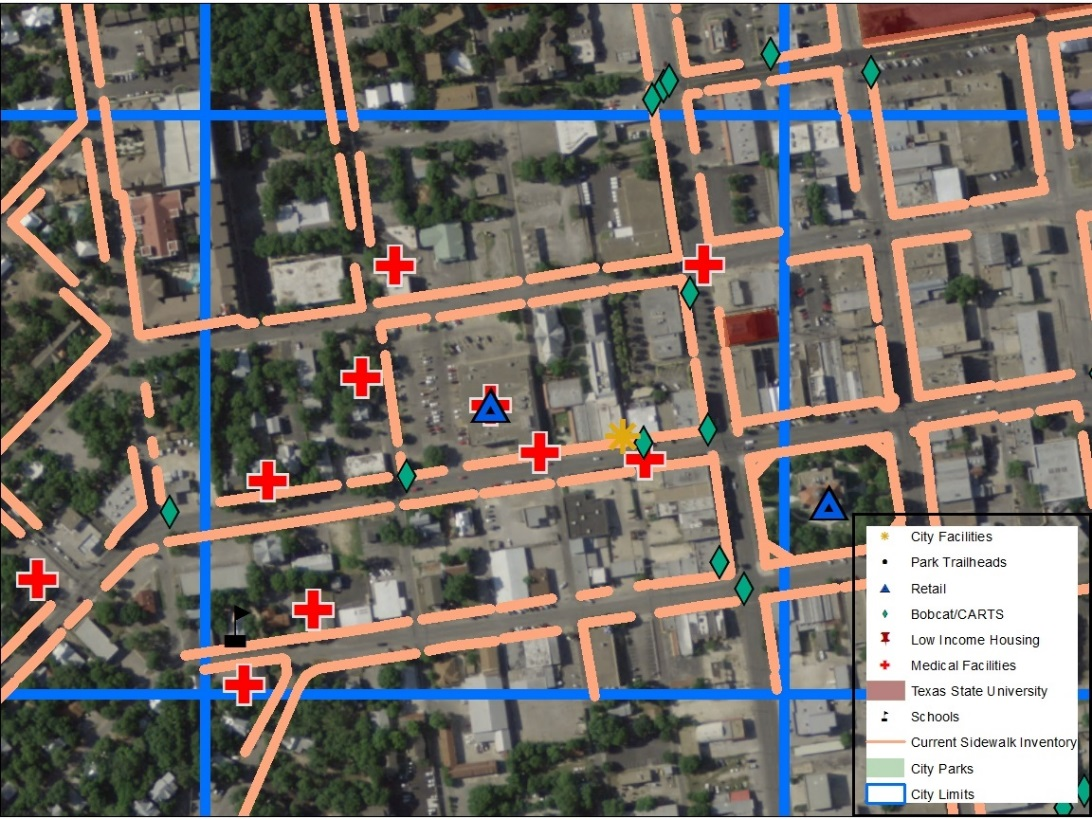 City Facilities
Park Trailheads
Retail
Bobcat/CARTS
Low Income Housing
Medical Facilities
Texas State University
Schools
Current Sidewalk Inventory
City Parks
City Limits